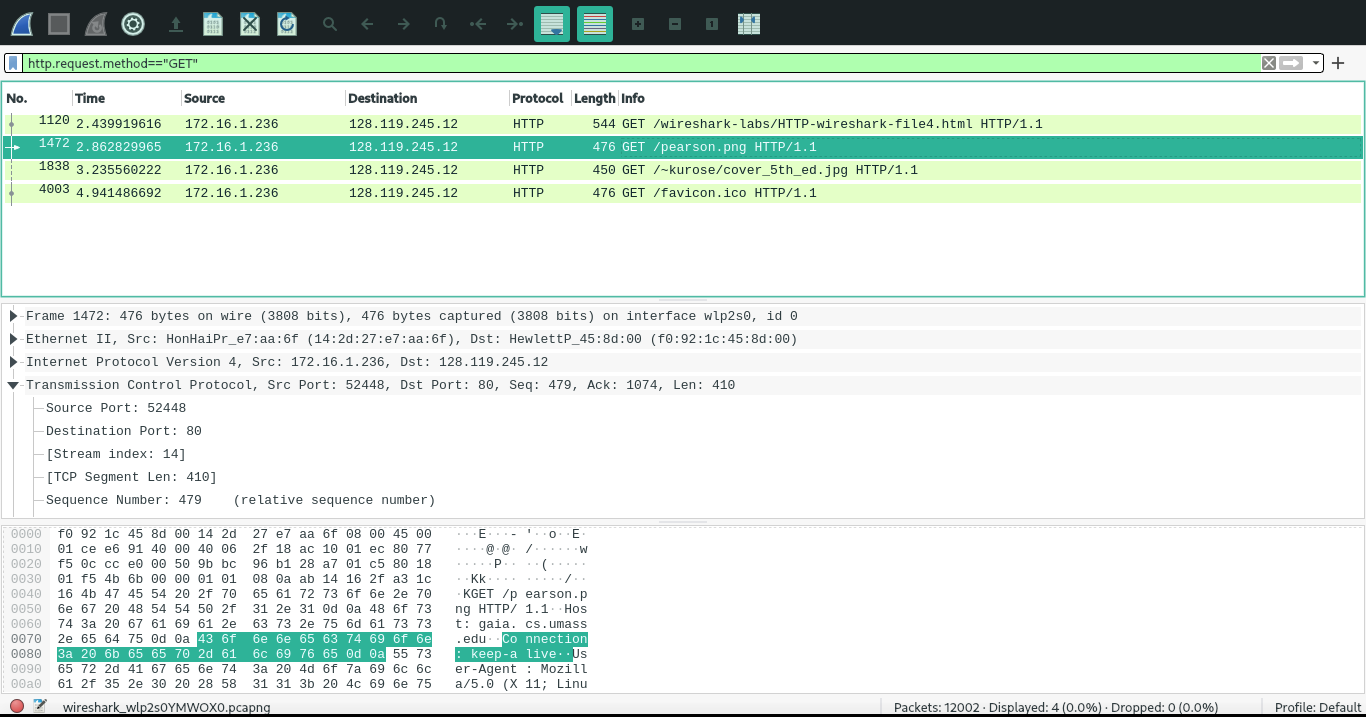 http.request.method=="GET"
No. Time Source Destination Protocol Length Info
1120 2.439919616 172.16.1.236 128.119.245.12 HTTP 544 GET /wireshark-labs/HTTP-wireshark-file4.html HTTP/1.1
1472 2.862829965 172.16.1.236 128.119.245.12 HTTP 476 GET /pearson.png HTTP/1.1
1838 3.235560222 172.16.1.236 128.119.245.12 HTTP 450 GET /~kurose/cover_5th_ed.jpg HTTP/1.1
4003 4.941486692 172.16.1.236 128.119.245.12 HTTP 476 GET /favicon.ico HTTP/1.1
Frame 1472: 476 bytes on wire (3808 bits), 476 bytes captured (3808 bits) on interface wlp2s0, id 0
Ethernet II, Src: HonHaiPr_e7:aa:6f (14:2d:27:e7:aa:6f), Dst: HewlettP_45:8d:00 (f0:92:1c:45:8d:00)
Internet Protocol Version 4, Src: 172.16.1.236, Dst: 128.119.245.12
Transmission Control Protocol, Src Port: 52448, Dst Port: 80, Seq: 479, Ack: 1074, Len: 410
Source Port: 52448
Destination Port: 80
[Stream index: 14]
[TCP Segment Len: 410]
Sequence Number: 479    (relative sequence number)
0000 f0 92 1c 45 8d 00 14 2d 27 e7 aa 6f 08 00 45 00 ···E···- '··o··E·
0010 01 ce e6 91 40 00 40 06 2f 18 ac 10 01 ec 80 77 ····@·@· /······w
0020 f5 0c cc e0 00 50 9b bc 96 b1 28 a7 01 c5 80 18 ·····P·· ··(·····
0030 01 f5 4b 6b 00 00 01 01 08 0a ab 14 16 2f a3 1c ··Kk···· ·····/··
0040 16 4b 47 45 54 20 2f 70 65 61 72 73 6f 6e 2e 70 ·KGET /p earson.p
0050 6e 67 20 48 54 54 50 2f 31 2e 31 0d 0a 48 6f 73 ng HTTP/ 1.1··Hos
0060 74 3a 20 67 61 69 61 2e 63 73 2e 75 6d 61 73 73 t: gaia. cs.umass
0070 2e 65 64 75 0d 0a 43 6f 6e 6e 65 63 74 69 6f 6e .edu··Co nnection
0080 3a 20 6b 65 65 70 2d 61 6c 69 76 65 0d 0a 55 73 : keep-a live··Us
0090 65 72 2d 41 67 65 6e 74 3a 20 4d 6f 7a 69 6c 6c er-Agent : Mozill
00a0 61 2f 35 2e 30 20 28 58 31 31 3b 20 4c 69 6e 75 a/5.0 (X 11; Linu
wireshark_wlp2s0YMWOX0.pcapng Packets: 12002 · Displayed: 4 (0.0%) · Dropped: 0 (0.0%) Profile: Default